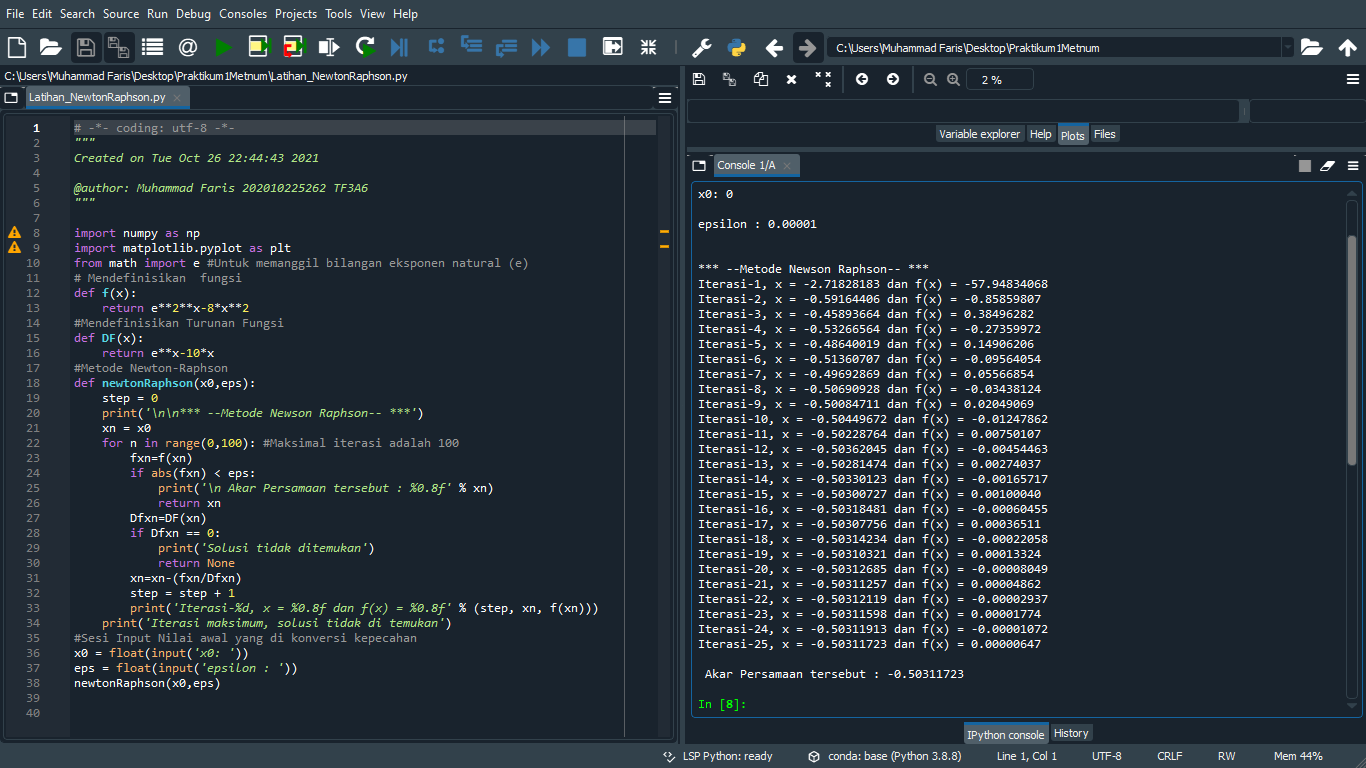 File Edit Search Source Run Debug Consoles Projects Tools View Help
C:\Users\Muhammad Faris\Desktop\Praktikum1Metnum
C:\Users\Muhammad Faris\Desktop\Praktikum1Metnum\Latihan_NewtonRaphson.py
Latihan_NewtonRaphson.py
1 # -*- coding: utf-8 -*-
2 """
3 Created on Tue Oct 26 22:44:43 2021
4
5 @author: Muhammad Faris 202010225262 TF3A6
6 """
7
8 import numpy as np
9 import matplotlib.pyplot as plt
10 from math import e #Untuk memanggil bilangan eksponen natural (e)
11 # Mendefinisikan  fungsi
12 def f(x):
13     return e**2**x-8*x**2
14 #Mendefinisikan Turunan Fungsi
15 def DF(x):
16     return e**x-10*x
17 #Metode Newton-Raphson
18 def newtonRaphson(x0,eps):
19     step = 0
20     print('\n\n*** --Metode Newson Raphson-- ***')
21     xn = x0
22     for n in range(0,100): #Maksimal iterasi adalah 100
23         fxn=f(xn)
24         if abs(fxn) < eps:
25             print('\n Akar Persamaan tersebut : %0.8f' % xn)
26             return xn
27         Dfxn=DF(xn)
28         if Dfxn == 0:
29             print('Solusi tidak ditemukan')
30             return None
31         xn=xn-(fxn/Dfxn)
32         step = step + 1
33         print('Iterasi-%d, x = %0.8f dan f(x) = %0.8f' % (step, xn, f(xn)))
34     print('Iterasi maksimum, solusi tidak di temukan')
35 #Sesi Input Nilai awal yang di konversi kepecahan
36 x0 = float(input('x0: '))
37 eps = float(input('epsilon : '))
38 newtonRaphson(x0,eps)
39
40
2 %
Variable explorer Help Plots Files
Console 1/A
x0: 0
epsilon : 0.00001
*** --Metode Newson Raphson-- ***
Iterasi-1, x = -2.71828183 dan f(x) = -57.94834068
Iterasi-2, x = -0.59164406 dan f(x) = -0.85859807
Iterasi-3, x = -0.45893664 dan f(x) = 0.38496282
Iterasi-4, x = -0.53266564 dan f(x) = -0.27359972
Iterasi-5, x = -0.48640019 dan f(x) = 0.14906206
Iterasi-6, x = -0.51360707 dan f(x) = -0.09564054
Iterasi-7, x = -0.49692869 dan f(x) = 0.05566854
Iterasi-8, x = -0.50690928 dan f(x) = -0.03438124
Iterasi-9, x = -0.50084711 dan f(x) = 0.02049069
Iterasi-10, x = -0.50449672 dan f(x) = -0.01247862
Iterasi-11, x = -0.50228764 dan f(x) = 0.00750107
Iterasi-12, x = -0.50362045 dan f(x) = -0.00454463
Iterasi-13, x = -0.50281474 dan f(x) = 0.00274037
Iterasi-14, x = -0.50330123 dan f(x) = -0.00165717
Iterasi-15, x = -0.50300727 dan f(x) = 0.00100040
Iterasi-16, x = -0.50318481 dan f(x) = -0.00060455
Iterasi-17, x = -0.50307756 dan f(x) = 0.00036511
Iterasi-18, x = -0.50314234 dan f(x) = -0.00022058
Iterasi-19, x = -0.50310321 dan f(x) = 0.00013324
Iterasi-20, x = -0.50312685 dan f(x) = -0.00008049
Iterasi-21, x = -0.50311257 dan f(x) = 0.00004862
Iterasi-22, x = -0.50312119 dan f(x) = -0.00002937
Iterasi-23, x = -0.50311598 dan f(x) = 0.00001774
Iterasi-24, x = -0.50311913 dan f(x) = -0.00001072
Iterasi-25, x = -0.50311723 dan f(x) = 0.00000647
Akar Persamaan tersebut : -0.50311723
In [8]:
IPython console History
LSP Python: ready conda: base (Python 3.8.8) Line 1, Col 1 UTF-8 CRLF RW Mem 44%